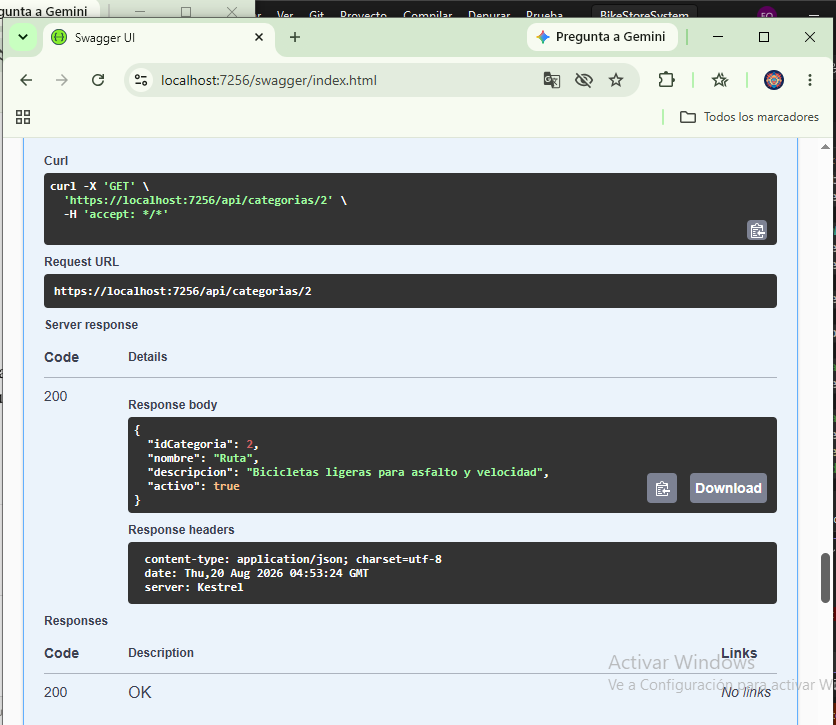 gunta a Gemini
Ver Git Proyecto Compilar Depurar Prueba BikeStoreSystem
Swagger UI
Pregunta a Gemini
localhost:7256/swagger/index.html
Todos los marcadores
Curl
curl -X 'GET' \
'https://localhost:7256/api/categorias/2' \
-H 'accept: */*'
Request URL
https://localhost:7256/api/categorias/2
Server response
Code Details
200
Response body
{
"idCategoria": 2,
"nombre": "Ruta",
"descripcion": "Bicicletas ligeras para asfalto y velocidad",
"activo": true
}
Download
Response headers
content-type: application/json; charset=utf-8
date: Thu,20 Aug 2026 04:53:24 GMT
server: Kestrel
Responses
Code Description Links
Activar Windows
Ve a Configuración para activar Wi
200 OK No links